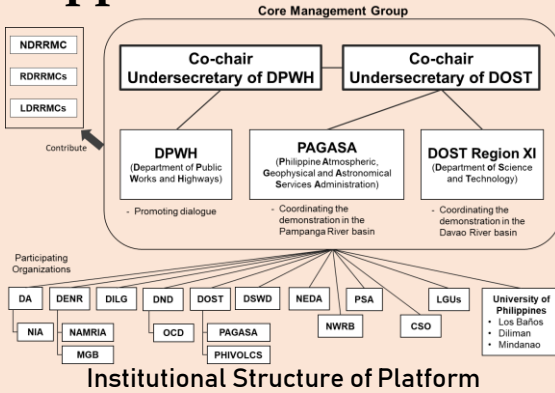 Core Management Group
NDRRMC
RDRRMCs
LDRRMCs
Contribute
Co-chair
Undersecretary of DPWH
Co-chair
Undersecretary of DOST
DPWH
(Department of Public
Works and Highways)
- Promoting dialogue
PAGASA
(Philippine Atmospheric,
Geophysical and Astronomical
Services Administration)
- Coordinating the
demonstration in the
Pampanga River basin
DOST Region XI
(Department of Science
and Technology)
- Coordinating the
demonstration in the
Davao River basin
Participating
Organizations
DA
DENR
DILG
DND
DOST
DSWD
NEDA
PSA
LGUs
NIA
NAMRIA
MGB
OCD
PAGASA
PHIVOLCS
NWRB
CSO
University of
Philippines
• Los Baños
• Diliman
• Mindanao
Institutional Structure of Platform